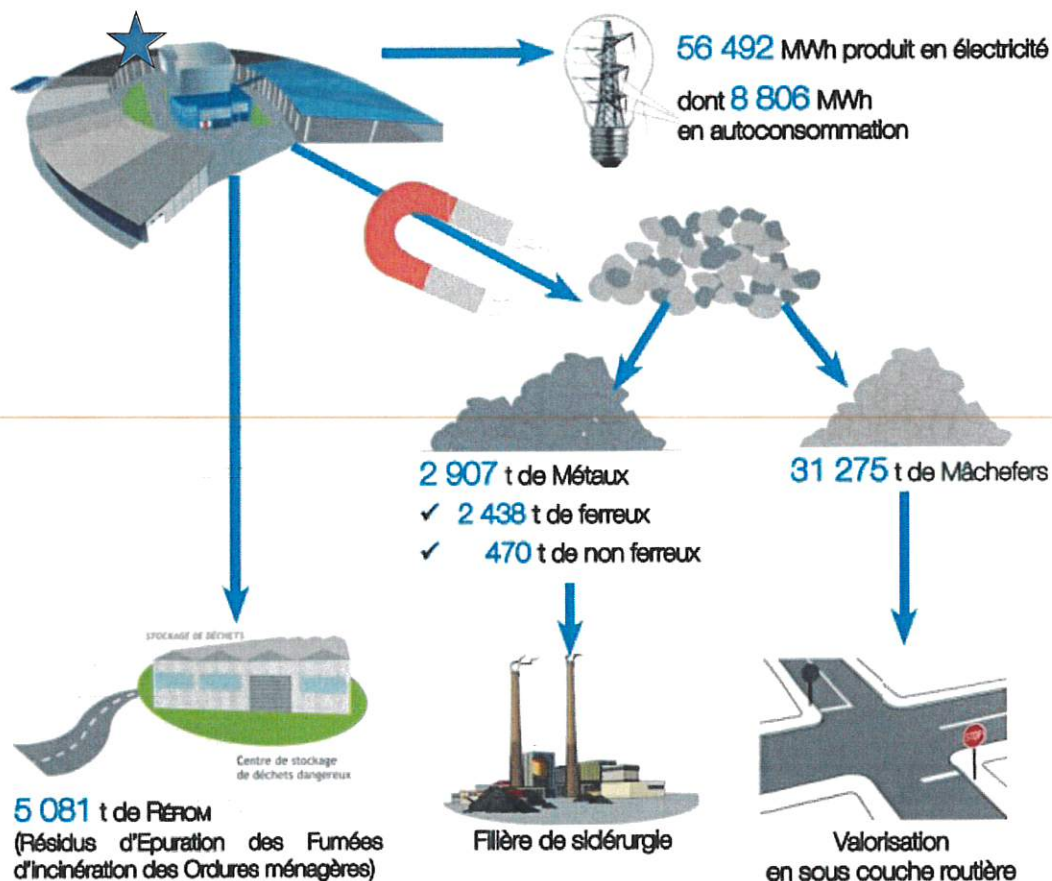 56 492 MWh produit en électricité
dont 8 806 MWh
en autoconsommation
2 907 t de Métaux
✓ 2 438 t de ferreux
✓ 470 t de non ferreux
31 275 t de Mâchefers
STOCKAGE DE DÉCHETS
Centre de stockage
de déchets dangereux
5 081 t de REFIOM
(Résidus d'Epuration des Fumées
d'incinération des Ordures ménagères)
Filière de sidérurgie
STOP
Valorisation
en sous couche routière